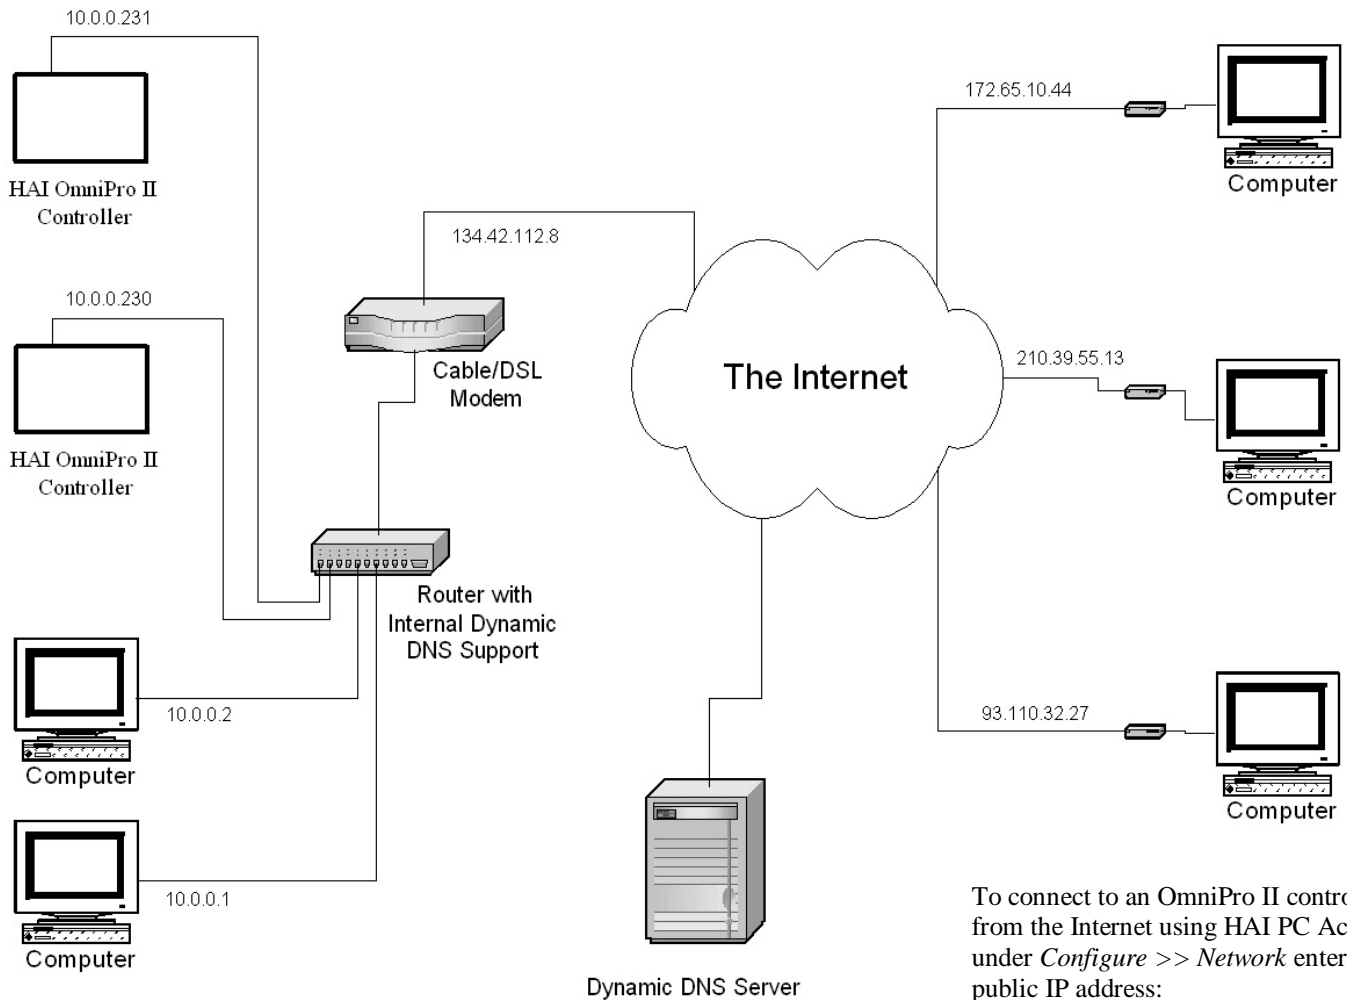 10.0.0.231
HAI OmniPro II
Controller
10.0.0.230
HAI OmniPro II
Controller
134.42.112.8
Cable/DSL
Modem
Router with
Internal Dynamic
DNS Support
10.0.0.2
Computer
10.0.0.1
Computer
The Internet
Dynamic DNS Server
172.65.10.44
Computer
210.39.55.13
Computer
93.110.32.27
Computer
To connect to an OmniPro II
from the Internet using HAI PC
under Configure >> Network enter
public IP address: